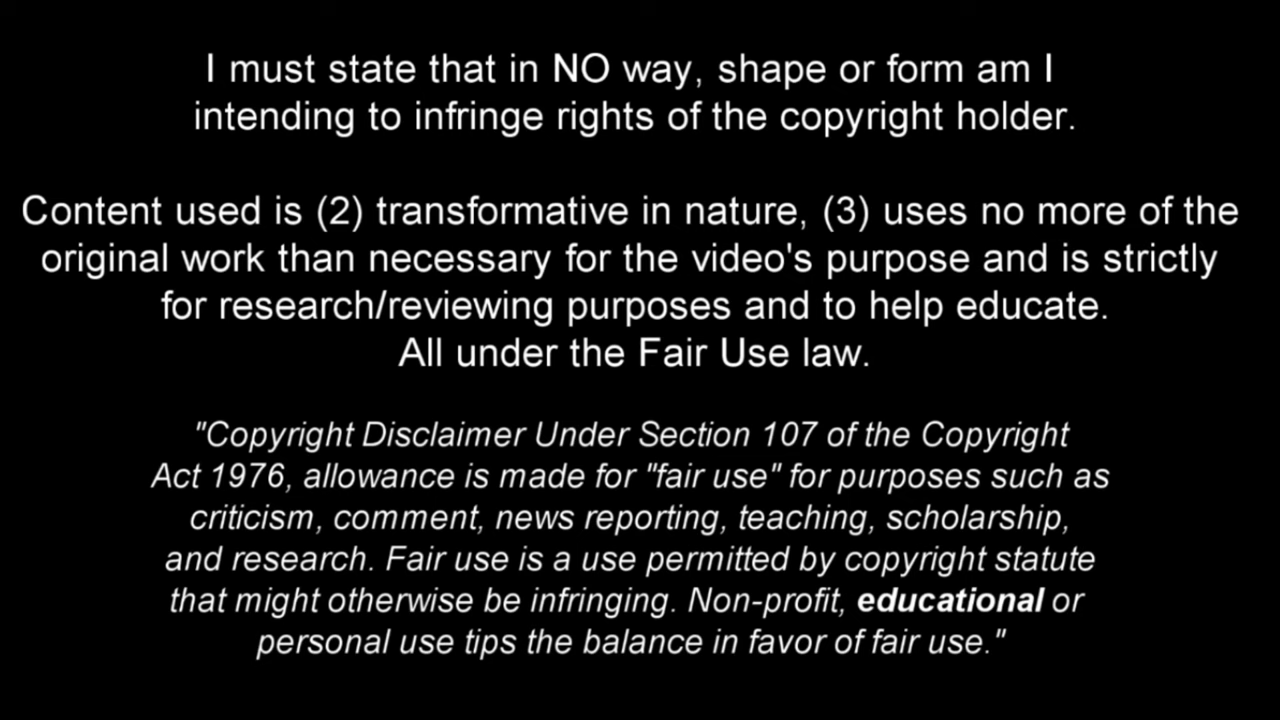 I must state that in NO way, shape or form am I
intending to infringe rights of the copyright holder.
Content used is (2) transformative in nature, (3) uses no more of the
original work than necessary for the video's purpose and is strictly
for research/reviewing purposes and to help educate.
All under the Fair Use law.
"Copyright Disclaimer Under Section 107 of the Copyright
Act 1976, allowance is made for "fair use" for purposes such as
criticism, comment, news reporting, teaching, scholarship,
and research. Fair use is a use permitted by copyright statute
that might otherwise be infringing. Non-profit, educational or
personal use tips the balance in favor of fair use."